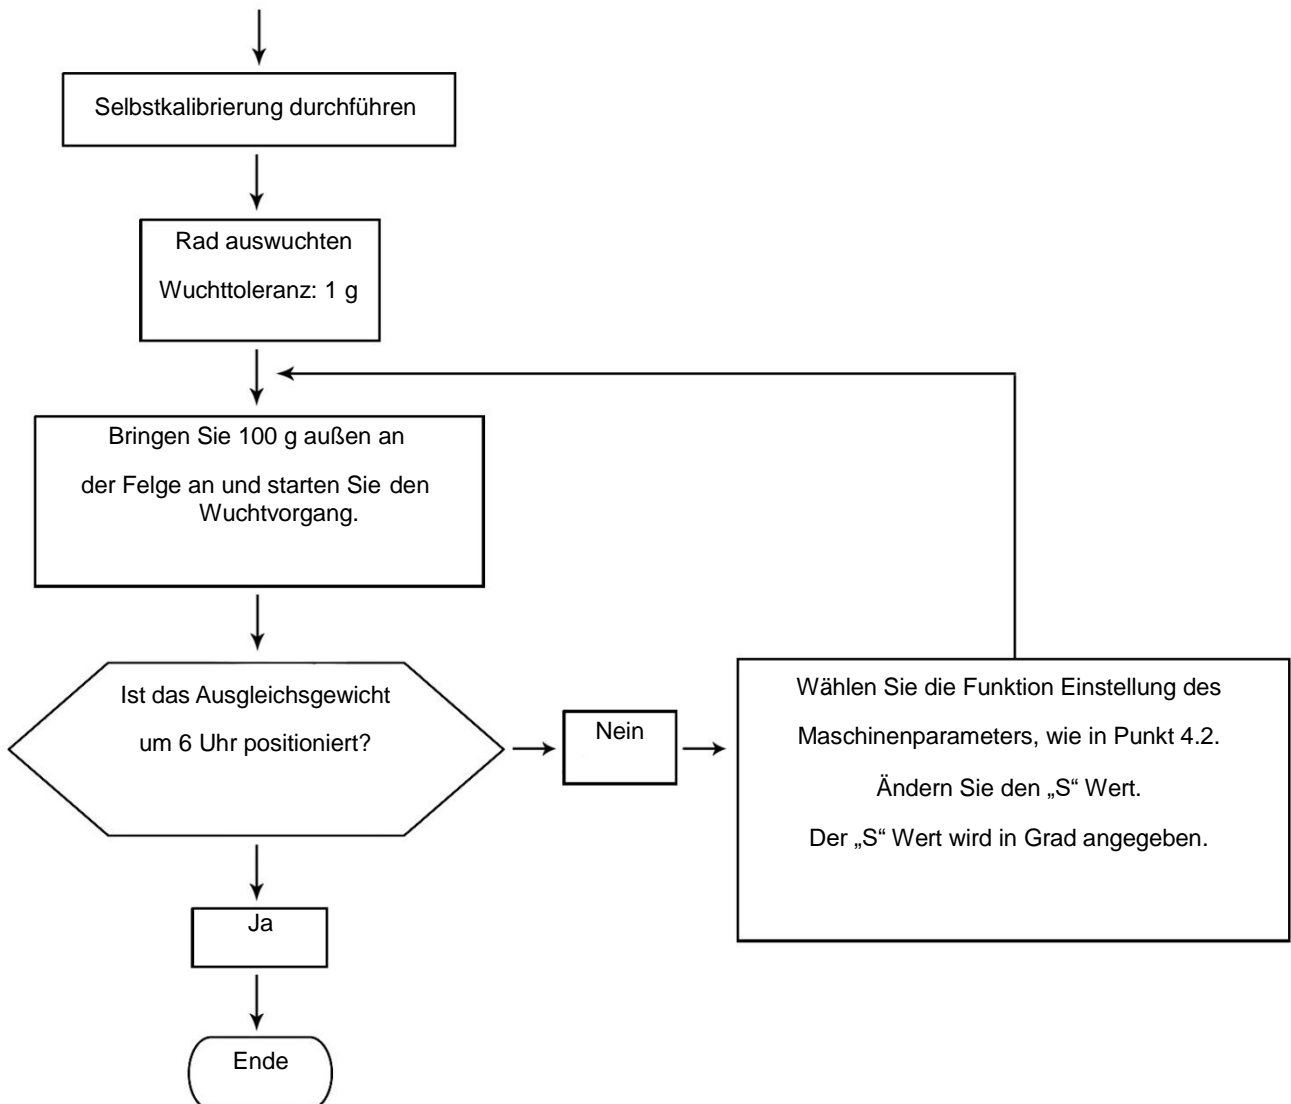 Selbstkalibrierung durchführen
Rad auswuchten
Wuchttoleranz: 1 g
Bringen Sie 100 g außen an
der Felge an und starten Sie den
Wuchtvorgang.
Ist das Ausgleichsgewicht
um 6 Uhr positioniert?
Nein
Wählen Sie die Funktion Einstellung des
Maschinenparameters, wie in Punkt 4.2.
Ändern Sie den „S“ Wert.
Der „S“ Wert wird in Grad angegeben.
Ja
Ende